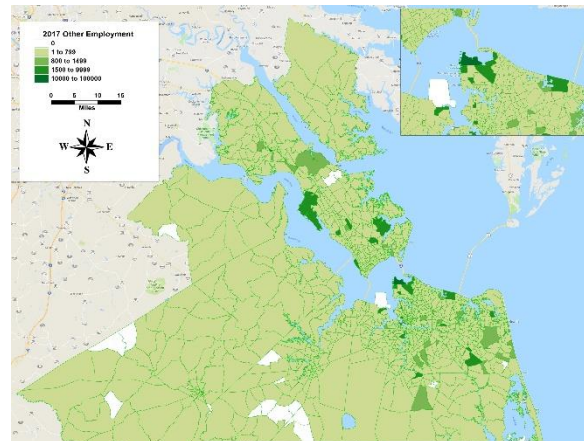 2017 Other Employment
0
1 to 799
800 to 1499
1500 to 9999
10000 to 100000
0 5 10 15
Miles
N
W E
S